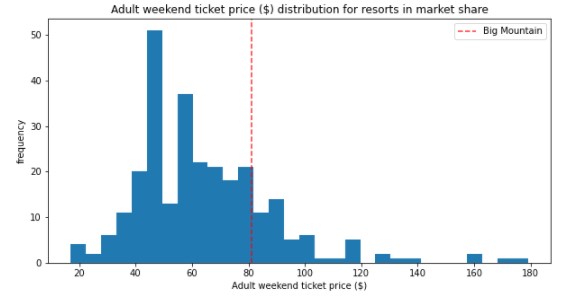 Adult weekend ticket price ($) distribution for resorts in market share
Big Mountain
50
40
30
20
10
0
frequency
20 40 60 80 100 120 140 160 180
Adult weekend ticket price ($)